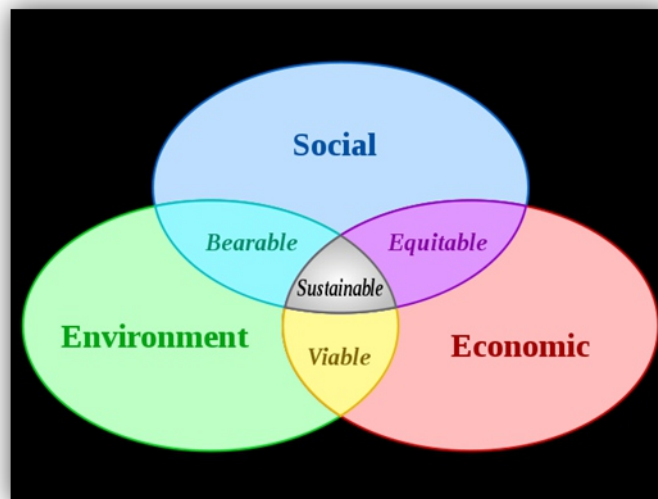 Social
Bearable
Equitable
Sustainable
Environment
Economic
Viable